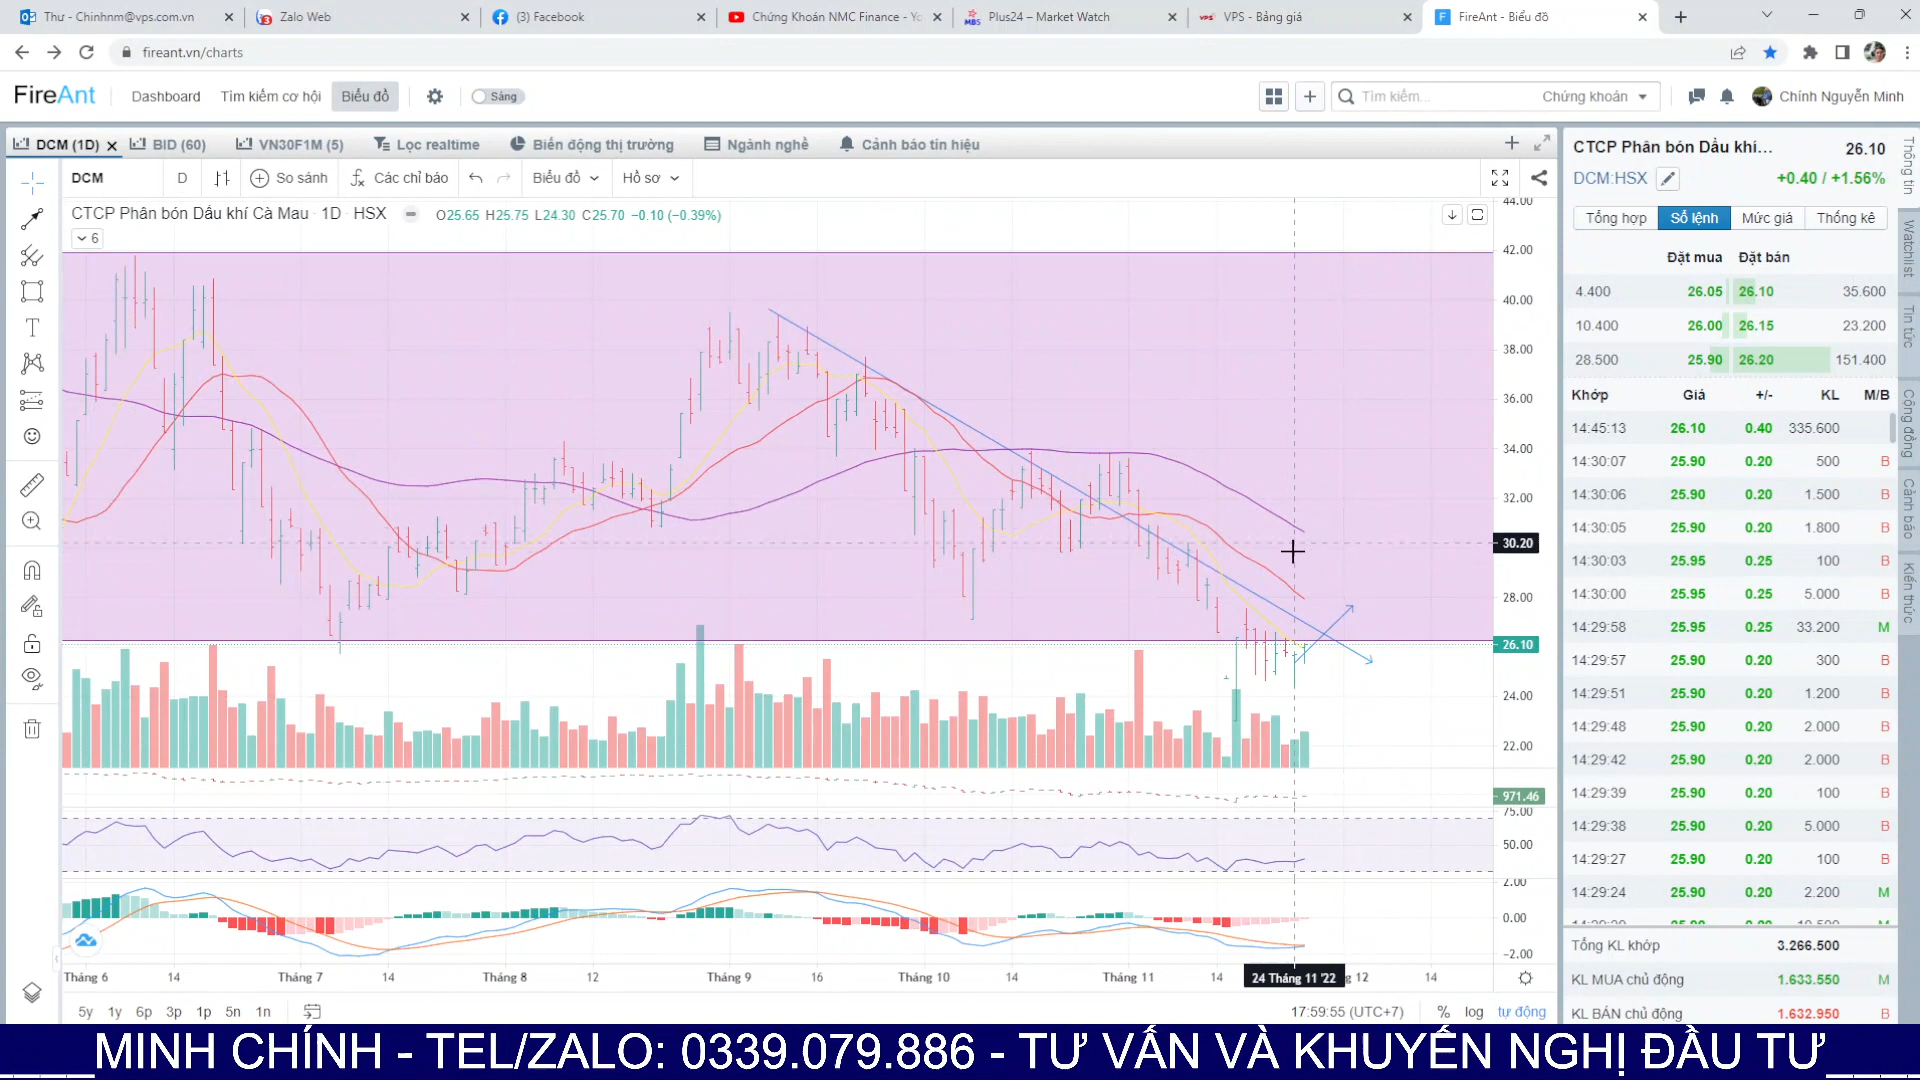 Thư - Chinhnm@vps.com.vn
Zalo Web
(3) Facebook
Chứng Khoán NMC Finance - Yo
Plus24 – Market Watch
VPS - Bảng giá
FireAnt - Biểu đồ
fireant.vn/charts
FireAnt
Dashboard
Tìm kiếm cơ hội
Biểu đồ
Sáng
Tìm kiếm...
Chứng khoán
Chính Nguyễn Minh
DCM (1D)
BID (60)
VN30F1M (5)
Lọc realtime
Biến động thị trường
Ngành nghề
Cảnh báo tín hiệu
DCM
D
So sánh
Các chỉ báo
Biểu đồ
Hồ sơ
CTCP Phân bón Dầu khí Cà Mau · 1D · HSX
O25.65 H25.75 L24.30 C25.70 −0.10 (−0.39%)
6
44.00
42.00
40.00
38.00
36.00
34.00
32.00
30.20
28.00
26.10
24.00
22.00
971.46
75.00
50.00
2.00
0.00
-2.00
Tháng 6
14
Tháng 7
14
Tháng 8
12
Tháng 9
16
Tháng 10
14
Tháng 11
14
24 Tháng 11 '22
g 12
14
5y 1y 6p 3p 1p 5n 1n
17:59:55 (UTC+7)
% log tự động
CTCP Phân bón Dầu khí...
26.10
DCM:HSX
+0.40 / +1.56%
Tổng hợp
Sổ lệnh
Mức giá
Thống kê
Đặt mua Đặt bán
4.400 26.05 26.10 35.600
10.400 26.00 26.15 23.200
28.500 25.90 26.20 151.400
Khớp Giá +/- KL M/B
14:45:13 26.10 0.40 335.600
14:30:07 25.90 0.20 500 B
14:30:06 25.90 0.20 1.500 B
14:30:05 25.90 0.20 1.800 B
14:30:03 25.95 0.25 100 B
14:30:00 25.95 0.25 5.000 B
14:29:58 25.95 0.25 33.200 M
14:29:57 25.90 0.20 300 B
14:29:51 25.90 0.20 1.200 B
14:29:48 25.90 0.20 2.000 B
14:29:42 25.90 0.20 2.000 B
14:29:39 25.90 0.20 100 B
14:29:38 25.90 0.20 5.000 B
14:29:27 25.90 0.20 100 B
14:29:24 25.90 0.20 2.200 M
Tổng KL khớp 3.266.500
KL MUA chủ động 1.633.550 M
KL BÁN chủ động 1.632.950 B
Thông tin
Watchlist
Tin tức
Cộng đồng
Cảnh báo
Kiến thức
____MINH CHÍNH - TEL/ZALO: 0339.079.886 - TƯ VẤN VÀ KHUYẾN NGHỊ ĐẦU TƯ____